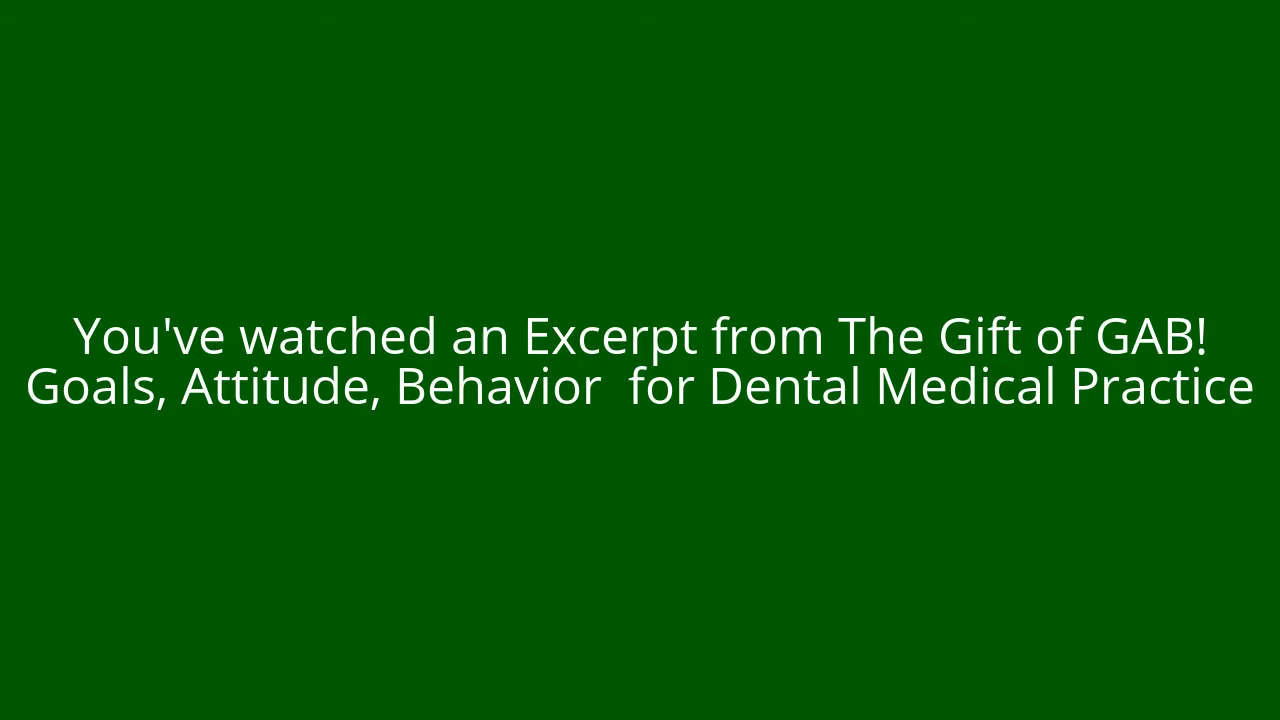 You've watched an Excerpt from The Gift of GAB!
Goals, Attitude, Behavior  for Dental Medical Practice